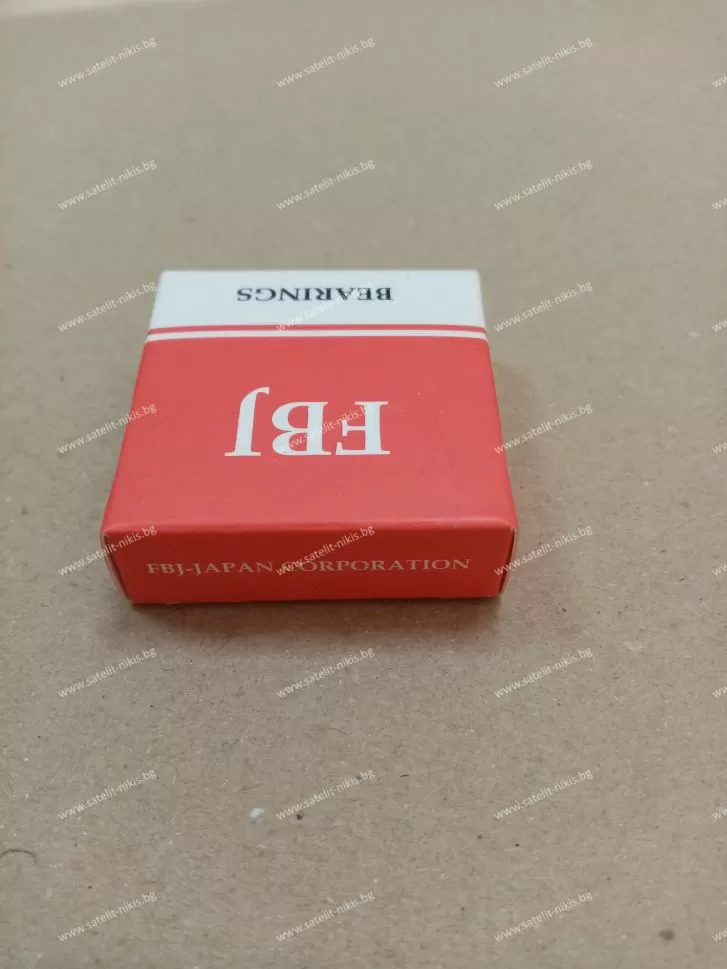 BEARINGS
FBJ
FBJ-JAPAN CORPORATION
www.satelit-nikis.bg